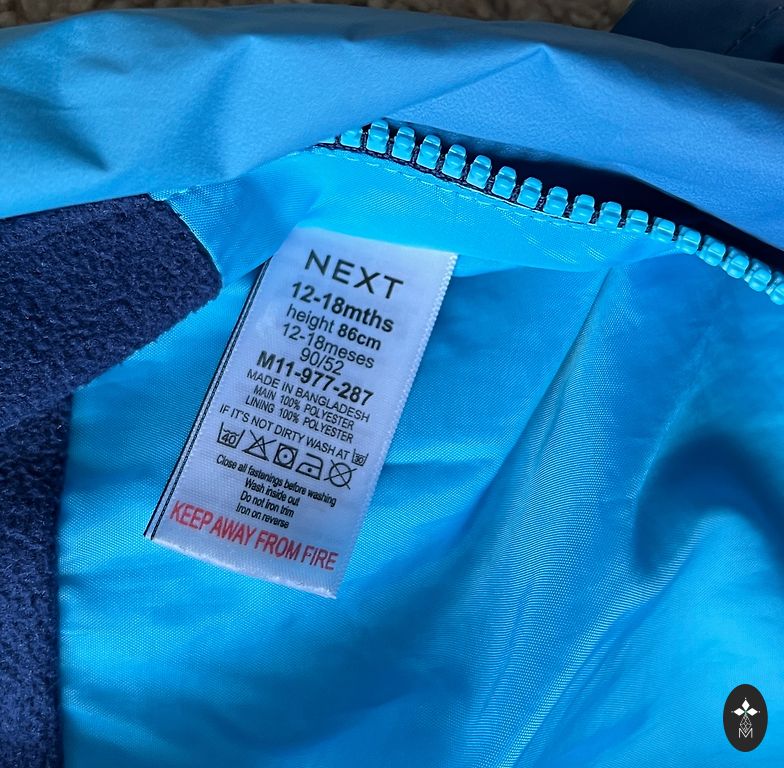 NEXT
12-18mths
height 86cm
12-18meses
90/52
M11-977-287
MADE IN BANGLADESH
MAIN 100% POLYESTER
LINING 100% POLYESTER
IF IT'S NOT DIRTY WASH AT 30
40
Close all fastenings before washing
Wash inside out
Do not iron trim
Iron on reverse
KEEP AWAY FROM FIRE
M